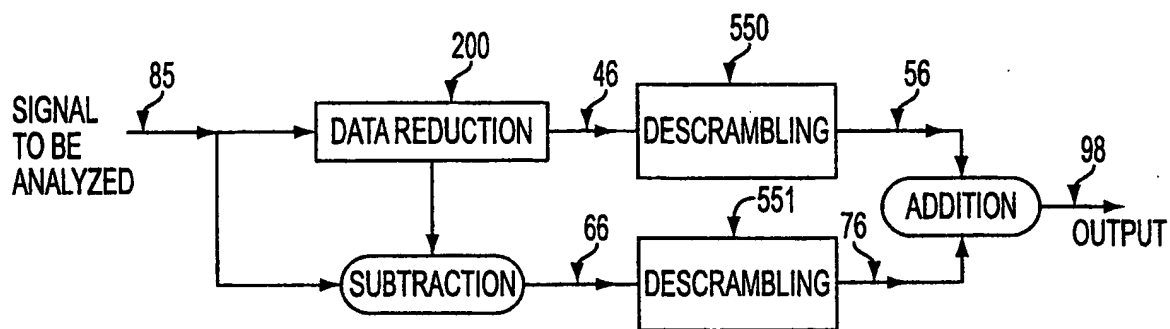 550
200
85
46
56
SIGNAL
TO BE
ANALYZED
DATA REDUCTION
DESCRAMBLING
98
ADDITION
551
66
76
OUTPUT
SUBTRACTION
DESCRAMBLING